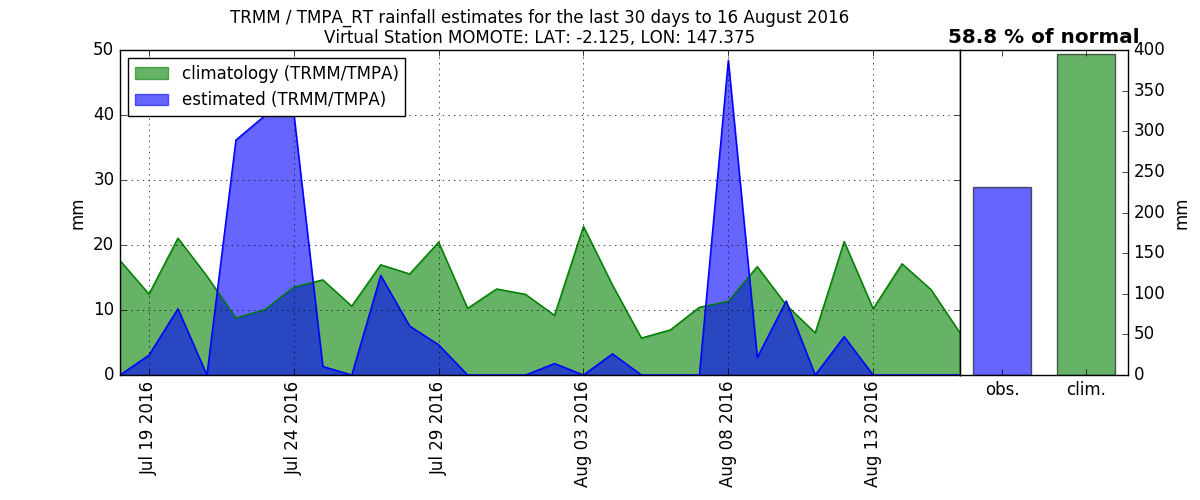 TRMM / TMPA_RT rainfall estimates for the last 30 days to 16 August 2016
Virtual Station MOMOTE: LAT: -2.125, LON: 147.375
58.8 % of normal
climatology (TRMM/TMPA)
estimated (TRMM/TMPA)
mm
50
40
30
20
10
0
Jul 19 2016
Jul 24 2016
Jul 29 2016
Aug 03 2016
Aug 08 2016
Aug 13 2016
obs.
clim.
400
350
300
250
200
150
100
50
0
mm